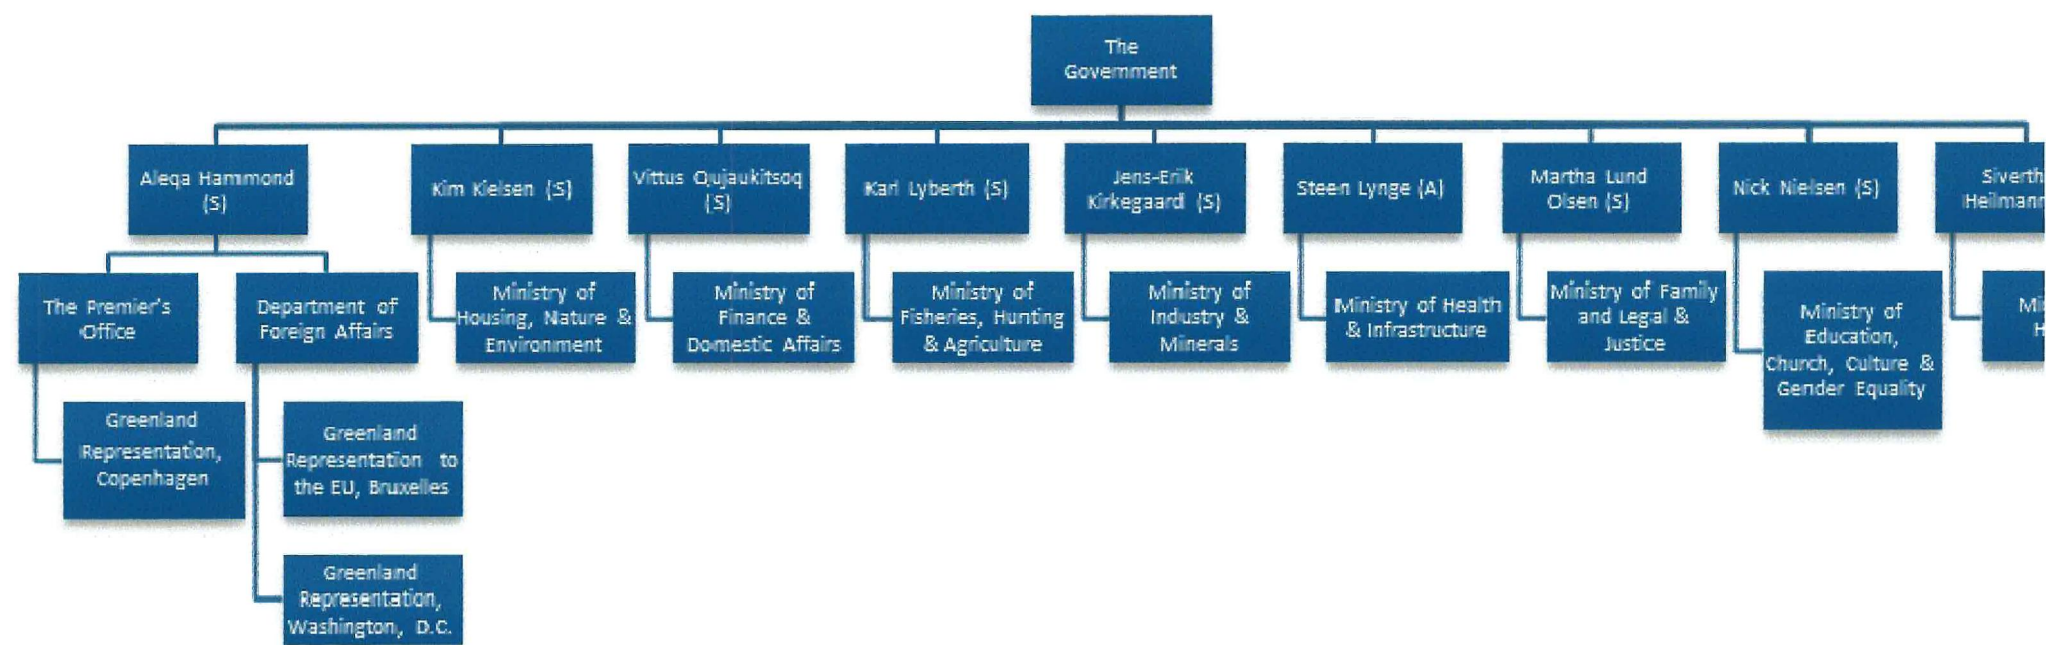 The
Government
Aleqa Hammond
(S)
Kim Kielsen (S)
Vittus Qujaukitsoq
(S)
Karl Lyberth (S)
Jens-Erik
Kirkegaard (S)
Steen Lynge (A)
Martha Lund
Olsen (S)
Nick Nielsen (S)
Siverth
Heilmann
The Premier's
Office
Department of
Foreign Affairs
Ministry of
Housing, Nature &
Environment
Ministry of
Finance &
Domestic Affairs
Ministry of
Fisheries, Hunting
& Agriculture
Ministry of
Industry &
Minerals
Ministry of Health
& Infrastructure
Ministry of Family
and Legal &
Justice
Ministry of
Education,
Church, Culture &
Gender Equality
Greenland
Representation,
Copenhagen
Greenland
Representation to
the EU, Bruxelles
Greenland
Representation,
Washington, D.C.